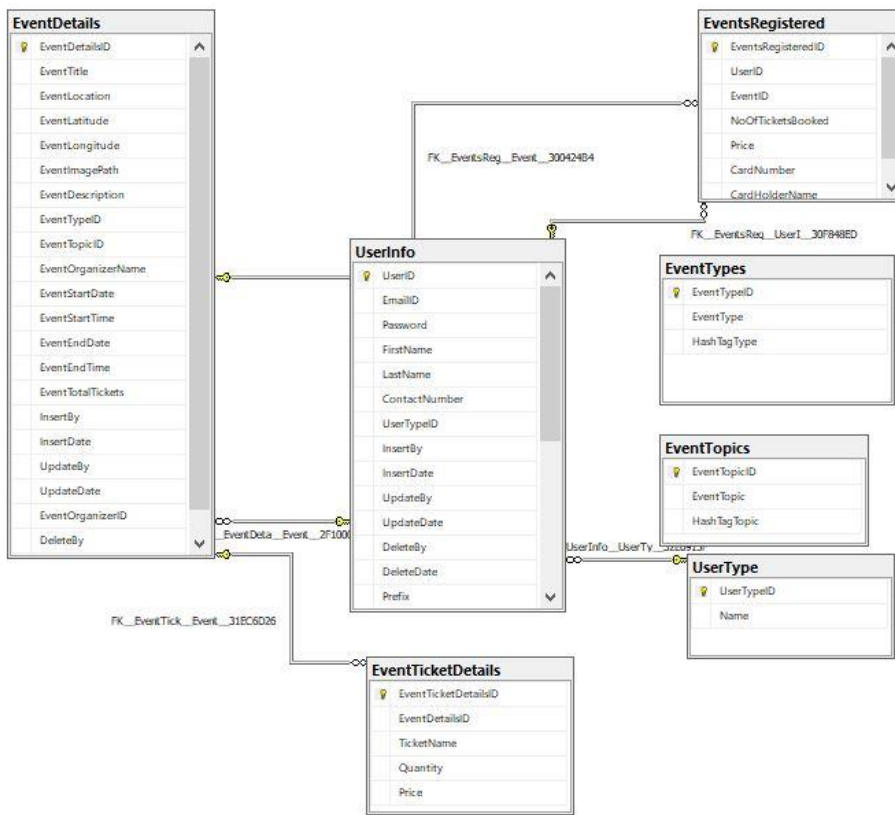 EventDetails
EventDetailsID
EventTitle
EventLocation
EventLatitude
EventLongitude
EventImagePath
EventDescription
EventTypeID
EventTopicID
EventOrganizerName
EventStartDate
EventStartTime
EventEndDate
EventEndTime
EventTotalTickets
InsertBy
InsertDate
UpdateBy
UpdateDate
EventOrganizerID
DeleteBy
EventsRegistered
EventsRegisteredID
UserID
EventID
NoOfTicketsBooked
Price
CardNumber
CardHolderName
FK__EventsReg__Event__300424B4
FK__EventsReg__UserI__30F848ED
UserInfo
UserID
EmailID
Password
FirstName
LastName
ContactNumber
UserTypeID
InsertBy
InsertDate
UpdateBy
UpdateDate
DeleteBy
DeleteDate
Prefix
EventTypes
EventTypeID
EventType
HashTagType
EventTopics
EventTopicID
EventTopic
HashTagTopic
UserType
UserTypeID
Name
FK__EventTick__Event__31EC6D26
EventTicketDetails
EventTicketDetailsID
EventDetailsID
TicketName
Quantity
Price